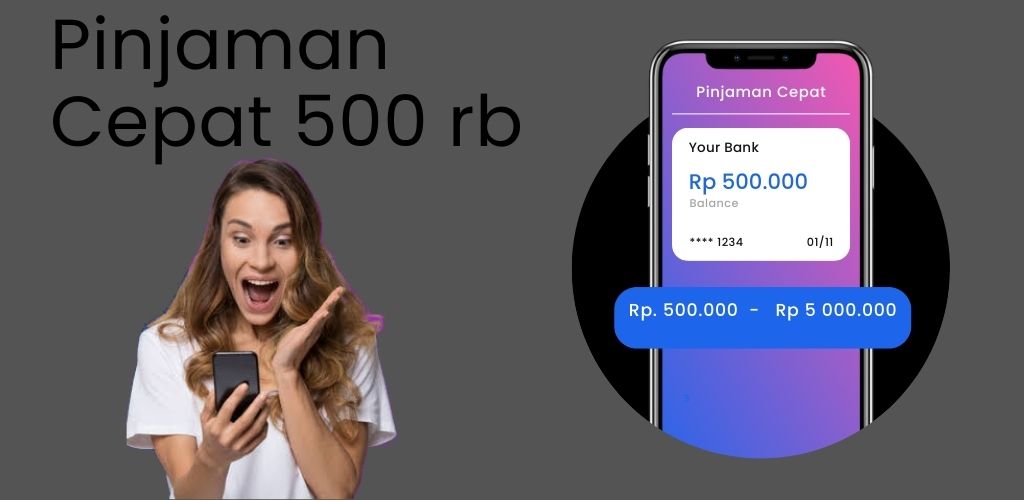 Pinjaman
Cepat 500 rb
Pinjaman Cepat
Your Bank
Rp 500.000
Balance
**** 1234 01/11
Rp. 500.000 - Rp 5 000.000